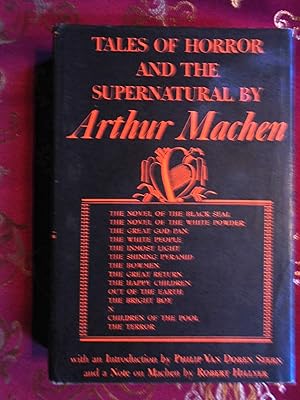 TALES OF HORROR
AND THE
SUPERNATURAL BY
Arthur Machen
THE NOVEL OF THE BLACK SEAL
THE NOVEL OF THE WHITE POWDER
THE GREAT GOD PAN
THE WHITE PEOPLE
THE INMOST LIGHT
THE SHINING PYRAMID
THE BOWMEN
THE GREAT RETURN
THE HAPPY CHILDREN
OUT OF THE EARTH
THE BRIGHT BOY
N
CHILDREN OF THE POOL
THE TERROR
with an Introduction by PHILIP VAN DOREN STERN
and a Note on Machen by ROBERT HILLYER